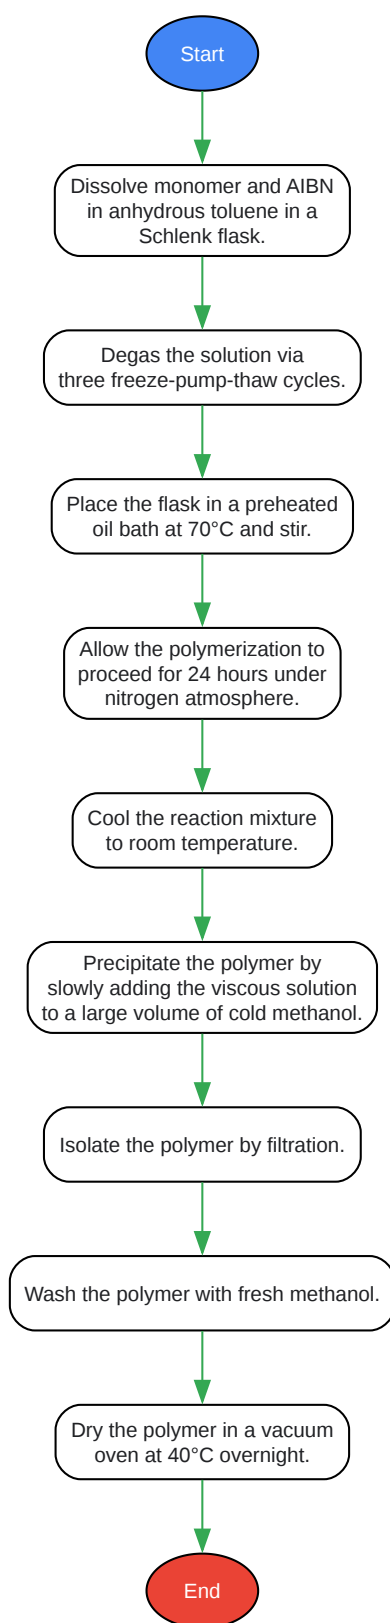 Start
Dissolve monomer and AIBN
in anhydrous toluene in a
Schlenk flask.
Degas the solution via
three freeze-pump-thaw cycles.
Place the flask in a preheated
oil bath at 70°C and stir.
Allow the polymerization to
proceed for 24 hours under
nitrogen atmosphere.
Cool the reaction mixture
to room temperature.
Precipitate the polymer by
slowly adding the viscous solution
to a large volume of cold methanol.
Isolate the polymer by filtration.
Wash the polymer with fresh methanol.
Dry the polymer in a vacuum
oven at 40°C overnight.
End